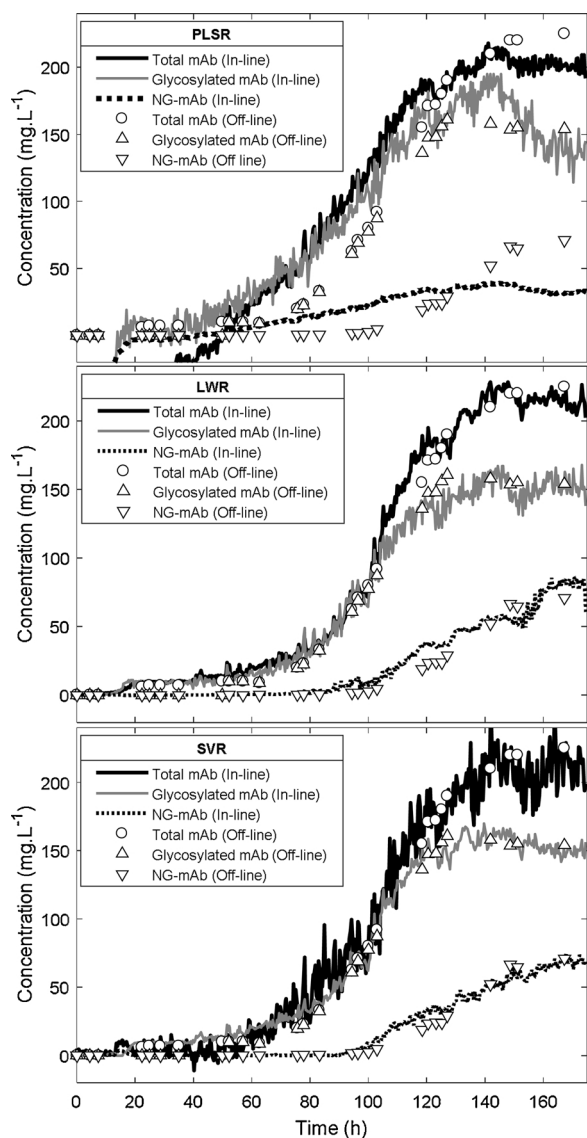 PLSR
Total mAb (In-line)
Glycosylated mAb (In-line)
NG-mAb (In-line)
Total mAb (Off-line)
Glycosylated mAb (Off-line)
NG-mAb (Off line)
Concentration (mg.L⁻¹)
200
150
100
50
LWR
Total mAb (In-line)
Glycosylated mAb (In-line)
NG-mAb (In-line)
Total mAb (Off-line)
Glycosylated mAb (Off-line)
NG-mAb (Off-line)
Concentration (mg.L⁻¹)
200
150
100
50
0
SVR
Total mAb (In-line)
Glycosylated mAb (In-line)
NG-mAb (In-line)
Total mAb (Off-line)
Glycosylated mAb (Off-line)
NG-mAb (Off-line)
Concentration (mg.L⁻¹)
200
150
100
50
0
0 20 40 60 80 100 120 140 160
Time (h)